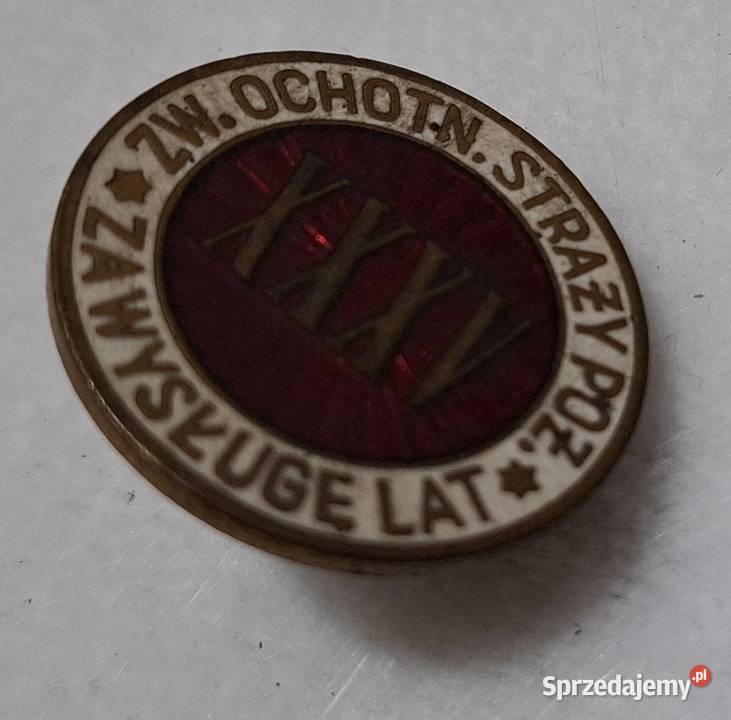 ZW. OCHOTN. STRAŻY POŻ.
XXXV
ZA WYSŁUGĘ LAT
Sprzedajemy.pl